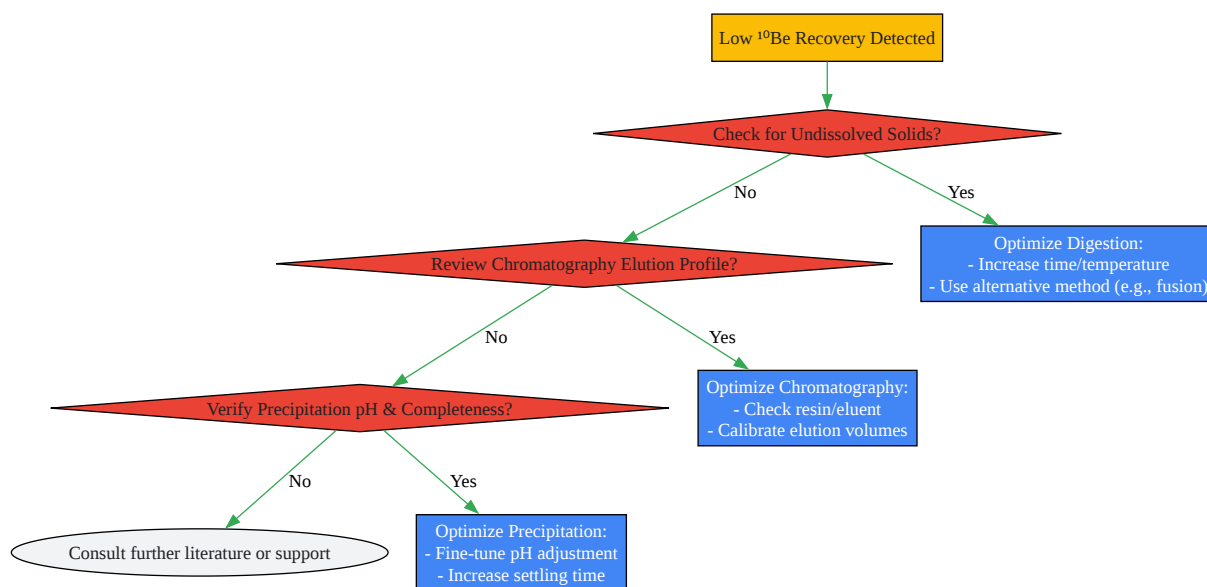 Low ¹⁰Be Recovery Detected
Check for Undissolved Solids?
No
Yes
Review Chromatography Elution Profile?
Optimize Digestion:
- Increase time/temperature
- Use alternative method (e.g., fusion)
No
Yes
Verify Precipitation pH & Completeness?
Optimize Chromatography:
- Check resin/eluent
- Calibrate elution volumes
No
Yes
Consult further literature or support
Optimize Precipitation:
- Fine-tune pH adjustment
- Increase settling time